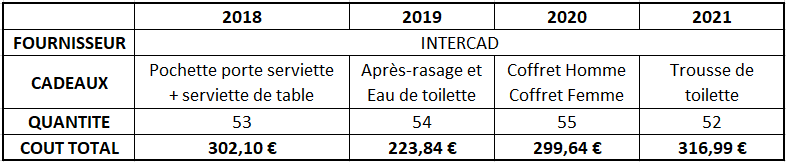 2018 2019 2020 2021
FOURNISSEUR INTERCAD
CADEAUX Pochette porte serviette + serviette de table Après-rasage et Eau de toilette Coffret Homme Coffret Femme Trousse de toilette
QUANTITE 53 54 55 52
COUT TOTAL 302,10 € 223,84 € 299,64 € 316,99 €